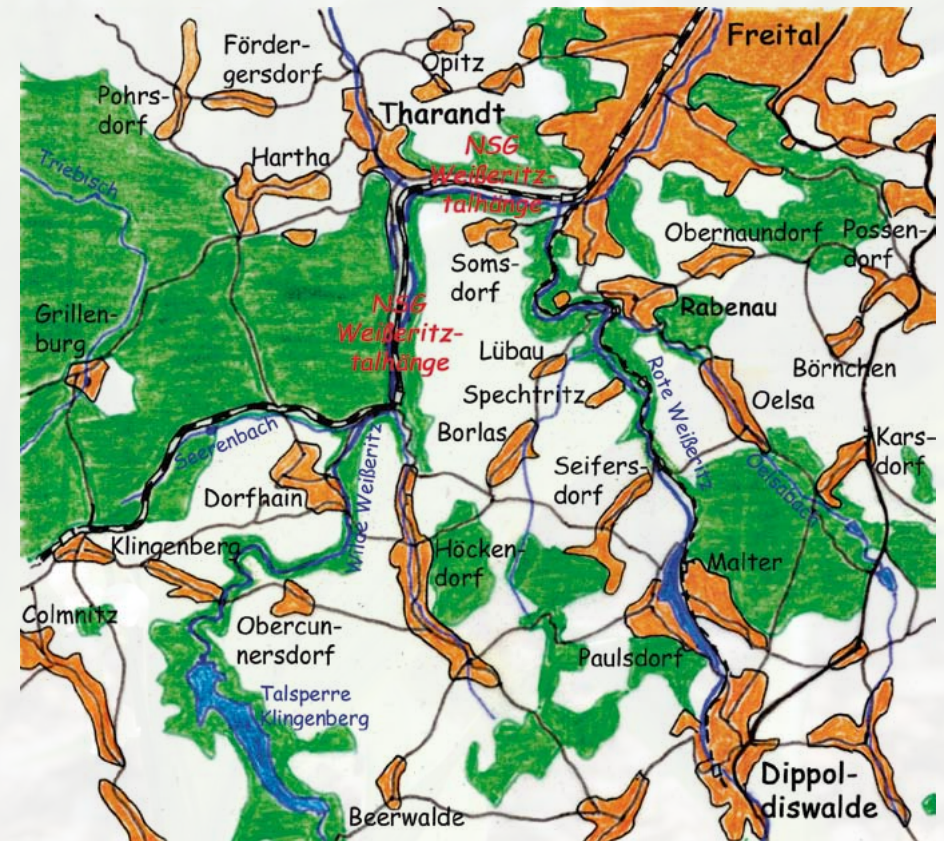 Freital
Förder-
gersdorf
Opitz
Pohrs-
dorf
Tharandt
Hartha
NSG
Weißeritz-
talhänge
Triebisch
Obernaundorf
Possen-
dorf
Soms-
dorf
Rabenau
Grillen-
burg
NSG
Weißeritz-
talhänge
Lübau
Börnchen
Spechtritz
Rote Weißeritz
Oelsa
Borlas
Seerenbach
Wilde Weißeritz
Kars-
dorf
Seifers-
dorf
Oelsabach
Dorfhain
Klingenberg
Höcken-
dorf
Malter
Colmnitz
Obercun-
nersdorf
Paulsdorf
Talsperre
Klingenberg
Dippol-
diswalde
Beerwalde